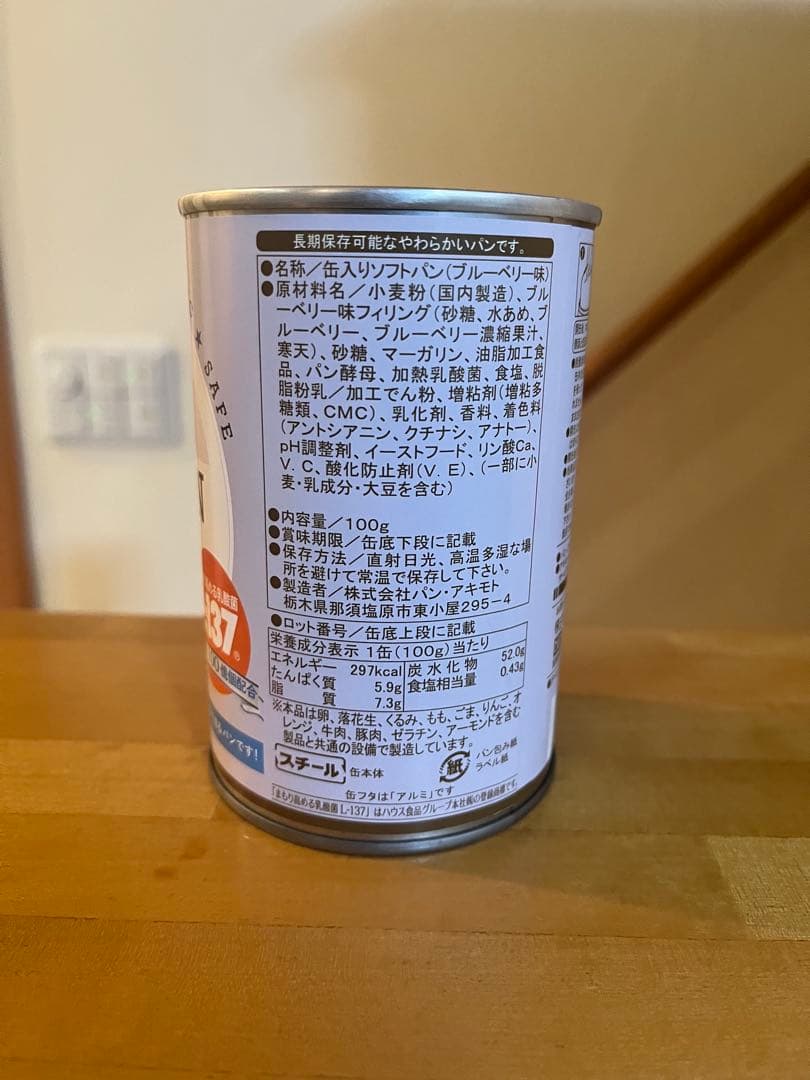 長期保存可能なやわらかいパンです。
●名称／缶入りソフトパン(ブルーベリー味)
●原材料名／小麦粉(国内製造)、ブル
ーベリー味フィリング(砂糖、水あめ、ブ
ルーベリー、ブルーベリー濃縮果汁、
寒天)、砂糖、マーガリン、油脂加工食
品、パン酵母、加熱乳酸菌、食塩、脱
脂粉乳／加工でん粉、増粘剤(増粘多
糖類、CMC)、乳化剤、香料、着色料
(アントシアニン、クチナシ、アナトー)、
pH調整剤、イーストフード、リン酸Ca、
V.C、酸化防止剤(V.E)、(一部に小
麦・乳成分・大豆を含む)
●内容量／100g
●賞味期限／缶底下段に記載
●保存方法／直射日光、高温多湿な場
所を避けて常温で保存して下さい。
●製造者／株式会社パン・アキモト
栃木県那須塩原市東小屋295-4
●ロット番号／缶底上段に記載
栄養成分表示 1缶(100g)当たり
エネルギー 297kcal 炭水化物 52.0g
たんぱく質 5.9g 食塩相当量 0.43g
脂質 7.3g
※本品は卵、落花生、くるみ、もも、ごま、りんご、オ
レンジ、牛肉、豚肉、ゼラチン、アーモンドを含む
製品と共通の設備で製造しています。
スチール 缶本体
紙 パン包み紙
ラベル紙
缶フタは「アルミ」です
「まもり高める乳酸菌L-137」はハウス食品グループ本社㈱の登録商標です。
SAFE
める乳酸菌
137
個配合
パンです!